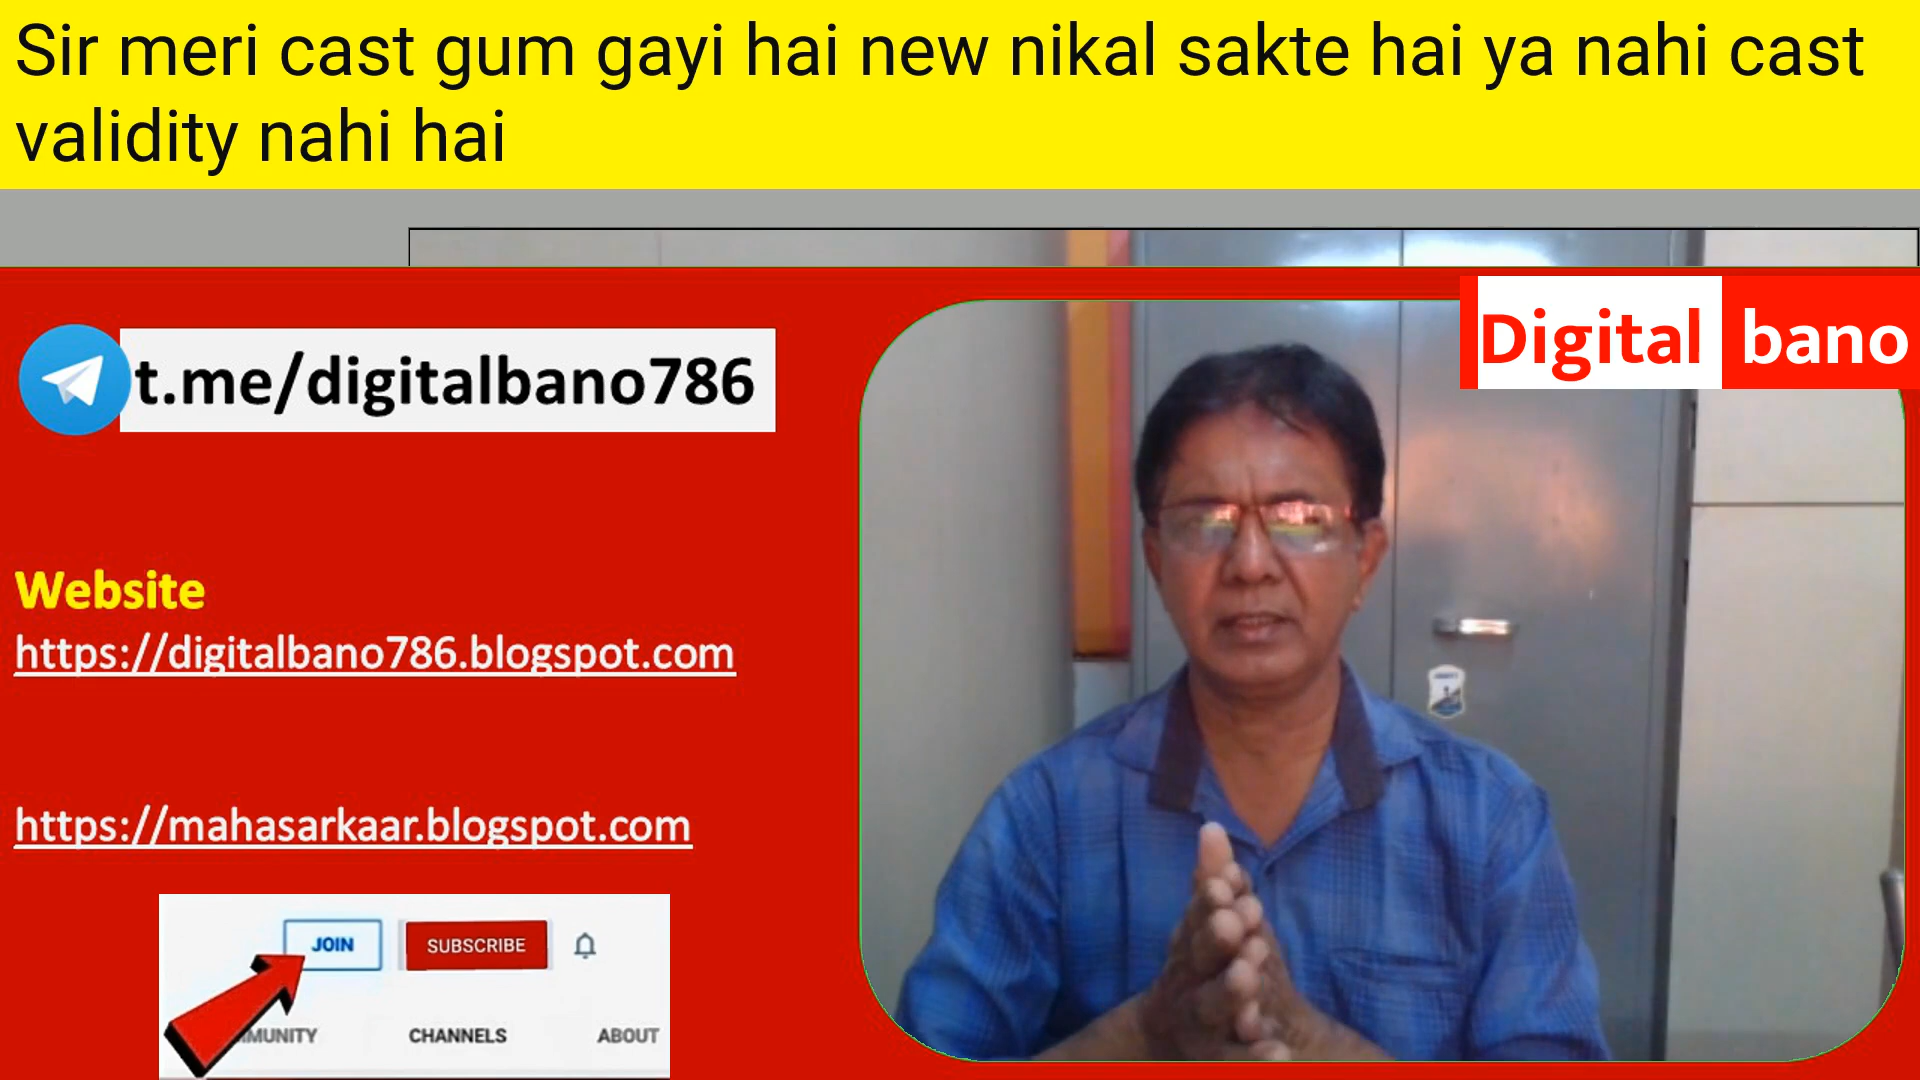 Sir meri cast gum gayi hai new nikal sakte hai ya nahi cast
validity nahi hai
Digital bano
t.me/digitalbano786
Website
https://digitalbano786.blogspot.com
https://mahasarkaar.blogspot.com
JOIN SUBSCRIBE
MUNITY CHANNELS ABOUT